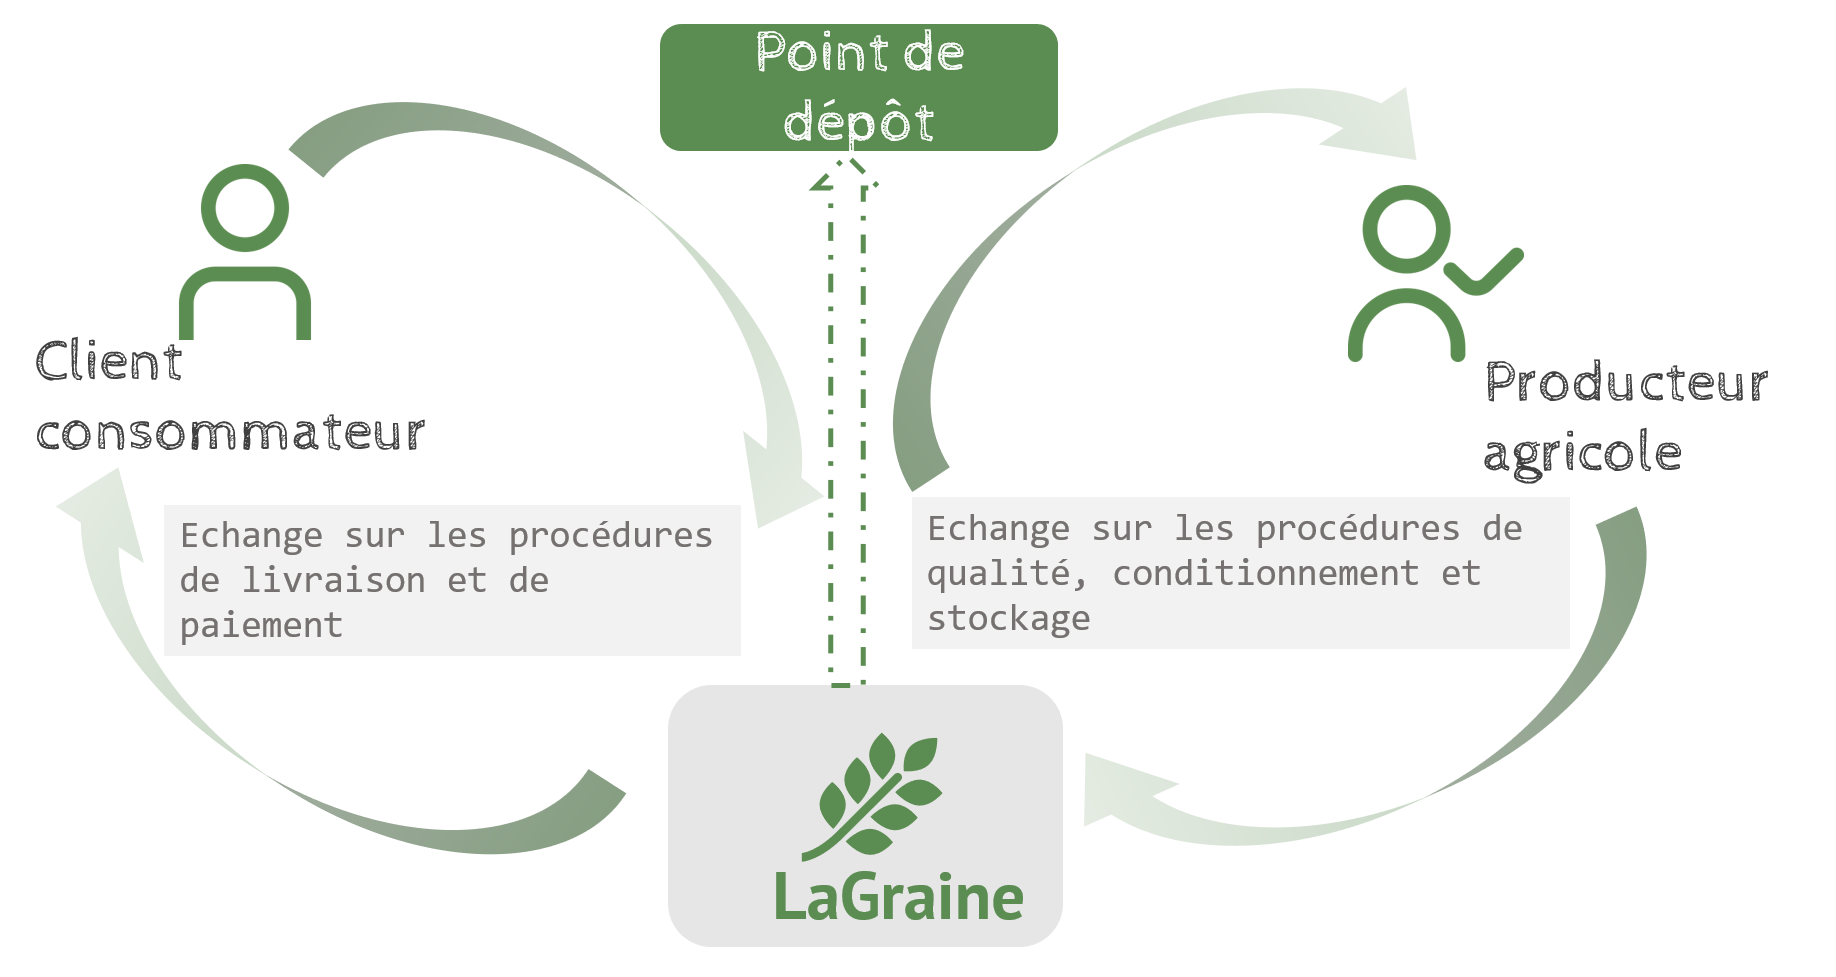 Point de
dépôt
Client
consommateur
Producteur
agricole
Echange sur les procédures
de livraison et de
paiement
Echange sur les procédures de
qualité, conditionnement et
stockage
LaGraine